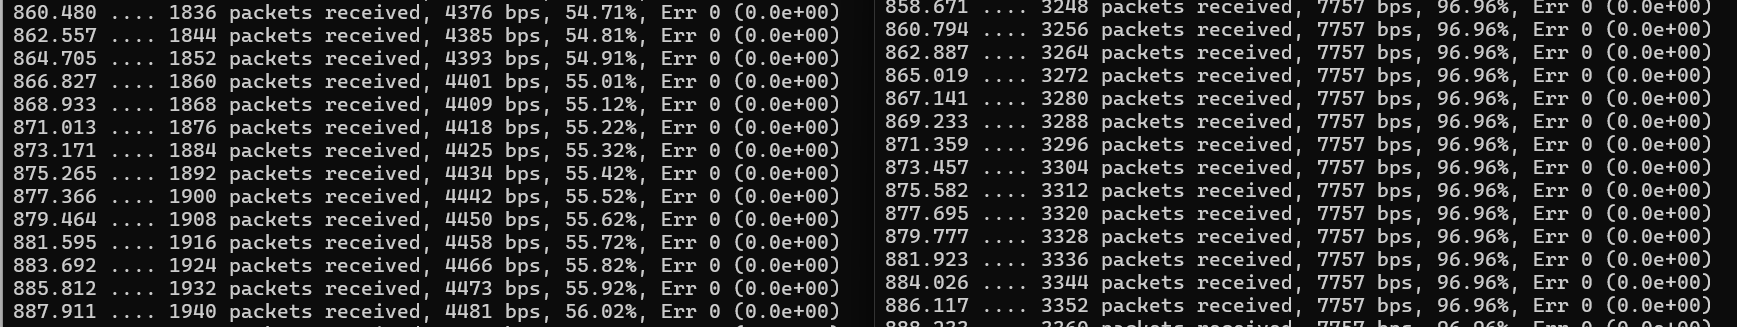 860.480 .... 1836 packets received, 4376 bps, 54.71%, Err 0 (0.0e+00)
862.557 .... 1844 packets received, 4385 bps, 54.81%, Err 0 (0.0e+00)
864.705 .... 1852 packets received, 4393 bps, 54.91%, Err 0 (0.0e+00)
866.827 .... 1860 packets received, 4401 bps, 55.01%, Err 0 (0.0e+00)
868.933 .... 1868 packets received, 4409 bps, 55.12%, Err 0 (0.0e+00)
871.013 .... 1876 packets received, 4418 bps, 55.22%, Err 0 (0.0e+00)
873.171 .... 1884 packets received, 4425 bps, 55.32%, Err 0 (0.0e+00)
875.265 .... 1892 packets received, 4434 bps, 55.42%, Err 0 (0.0e+00)
877.366 .... 1900 packets received, 4442 bps, 55.52%, Err 0 (0.0e+00)
879.464 .... 1908 packets received, 4450 bps, 55.62%, Err 0 (0.0e+00)
881.595 .... 1916 packets received, 4458 bps, 55.72%, Err 0 (0.0e+00)
883.692 .... 1924 packets received, 4466 bps, 55.82%, Err 0 (0.0e+00)
885.812 .... 1932 packets received, 4473 bps, 55.92%, Err 0 (0.0e+00)
887.911 .... 1940 packets received, 4481 bps, 56.02%, Err 0 (0.0e+00)
858.671 .... 3248 packets received, 7757 bps, 96.96%, Err 0 (0.0e+00)
860.794 .... 3256 packets received, 7757 bps, 96.96%, Err 0 (0.0e+00)
862.887 .... 3264 packets received, 7757 bps, 96.96%, Err 0 (0.0e+00)
865.019 .... 3272 packets received, 7757 bps, 96.96%, Err 0 (0.0e+00)
867.141 .... 3280 packets received, 7757 bps, 96.96%, Err 0 (0.0e+00)
869.233 .... 3288 packets received, 7757 bps, 96.96%, Err 0 (0.0e+00)
871.359 .... 3296 packets received, 7757 bps, 96.96%, Err 0 (0.0e+00)
873.457 .... 3304 packets received, 7757 bps, 96.96%, Err 0 (0.0e+00)
875.582 .... 3312 packets received, 7757 bps, 96.96%, Err 0 (0.0e+00)
877.695 .... 3320 packets received, 7757 bps, 96.96%, Err 0 (0.0e+00)
879.777 .... 3328 packets received, 7757 bps, 96.96%, Err 0 (0.0e+00)
881.923 .... 3336 packets received, 7757 bps, 96.96%, Err 0 (0.0e+00)
884.026 .... 3344 packets received, 7757 bps, 96.96%, Err 0 (0.0e+00)
886.117 .... 3352 packets received, 7757 bps, 96.96%, Err 0 (0.0e+00)